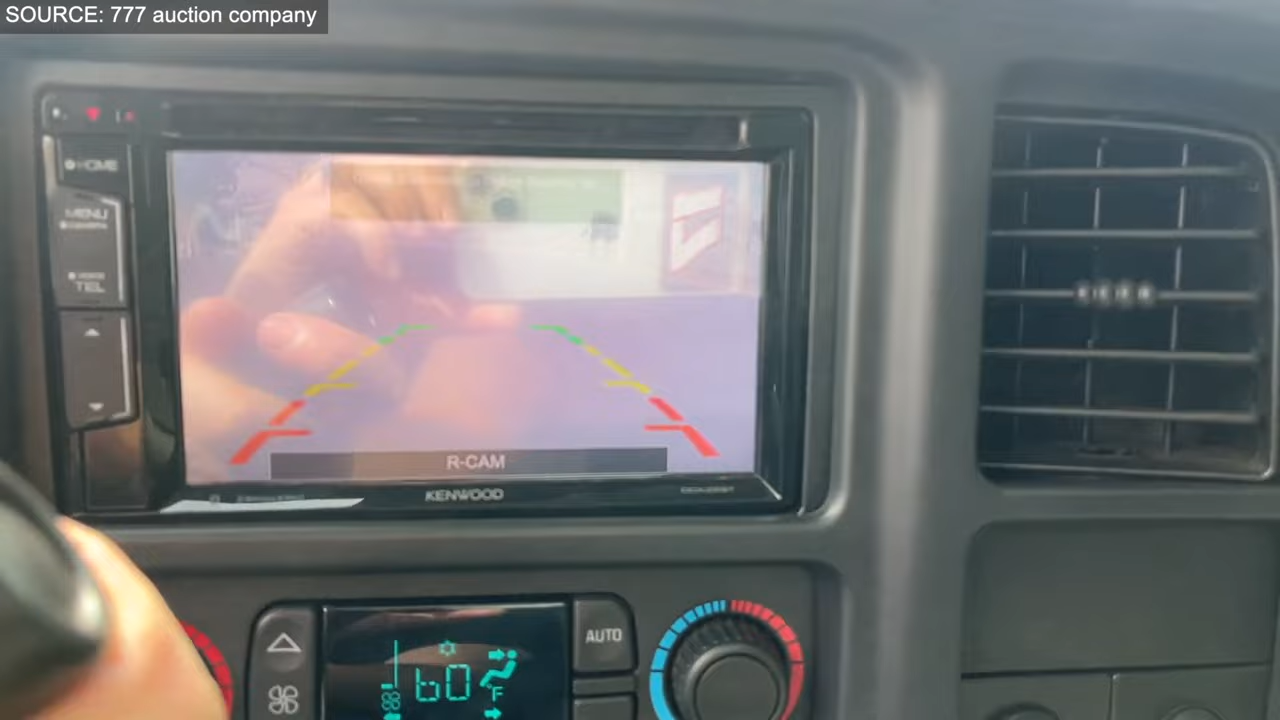 SOURCE: 777 auction company
HOME
MENU
TEL
R-CAM
KENWOOD
AUTO
60
F